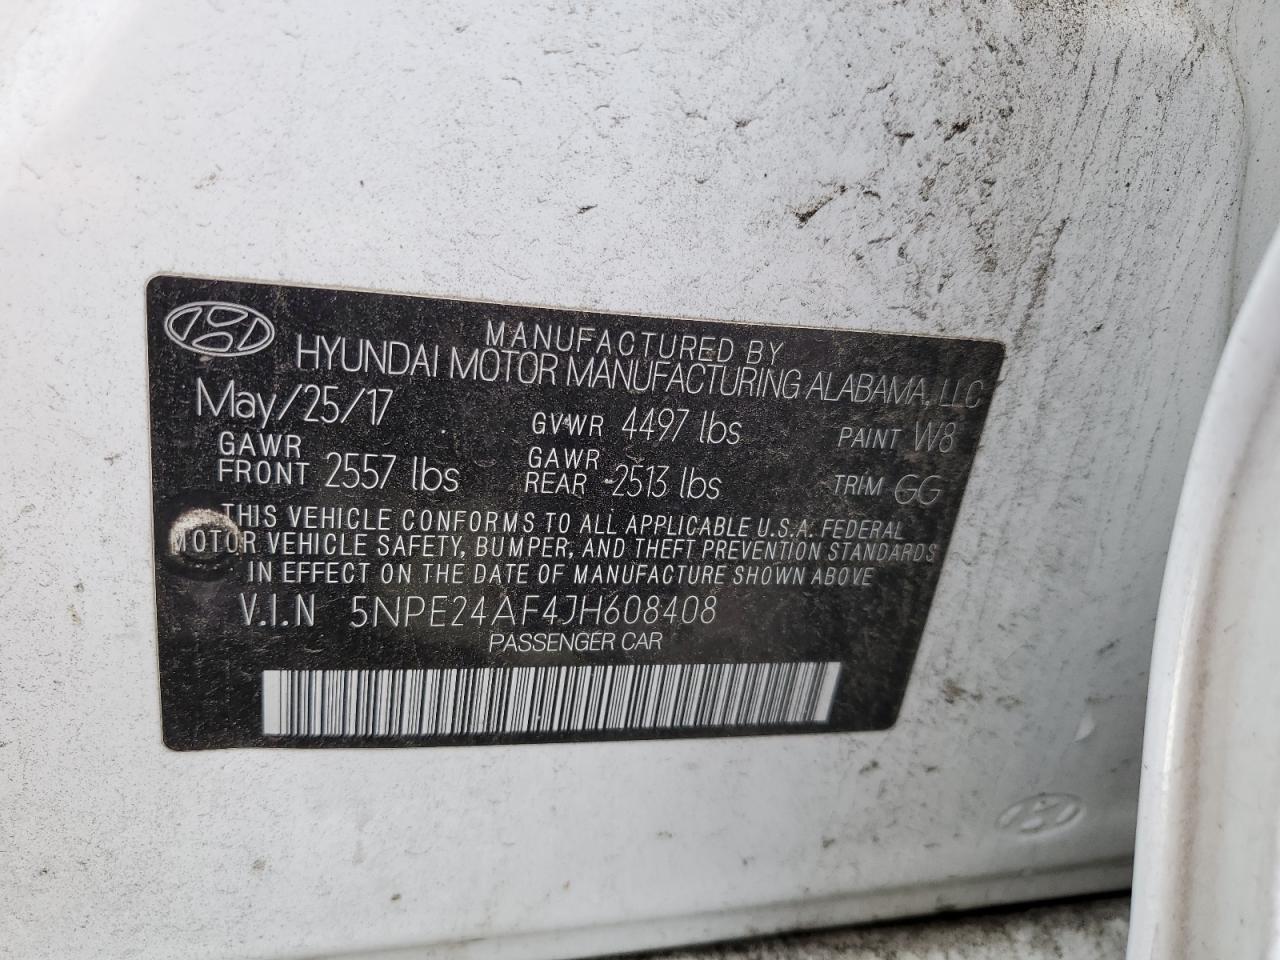 MANUFACTURED BY
HYUNDAI MOTOR MANUFACTURING ALABAMA, LLC
May/25/17 GVWR 4497 lbs PAINT W8
GAWR FRONT 2557 lbs GAWR REAR 2513 lbs TRIM GG
THIS VEHICLE CONFORMS TO ALL APPLICABLE U.S.A. FEDERAL
MOTOR VEHICLE SAFETY, BUMPER, AND THEFT PREVENTION STANDARDS
IN EFFECT ON THE DATE OF MANUFACTURE SHOWN ABOVE
V.I.N 5NPE24AF4JH608408
PASSENGER CAR